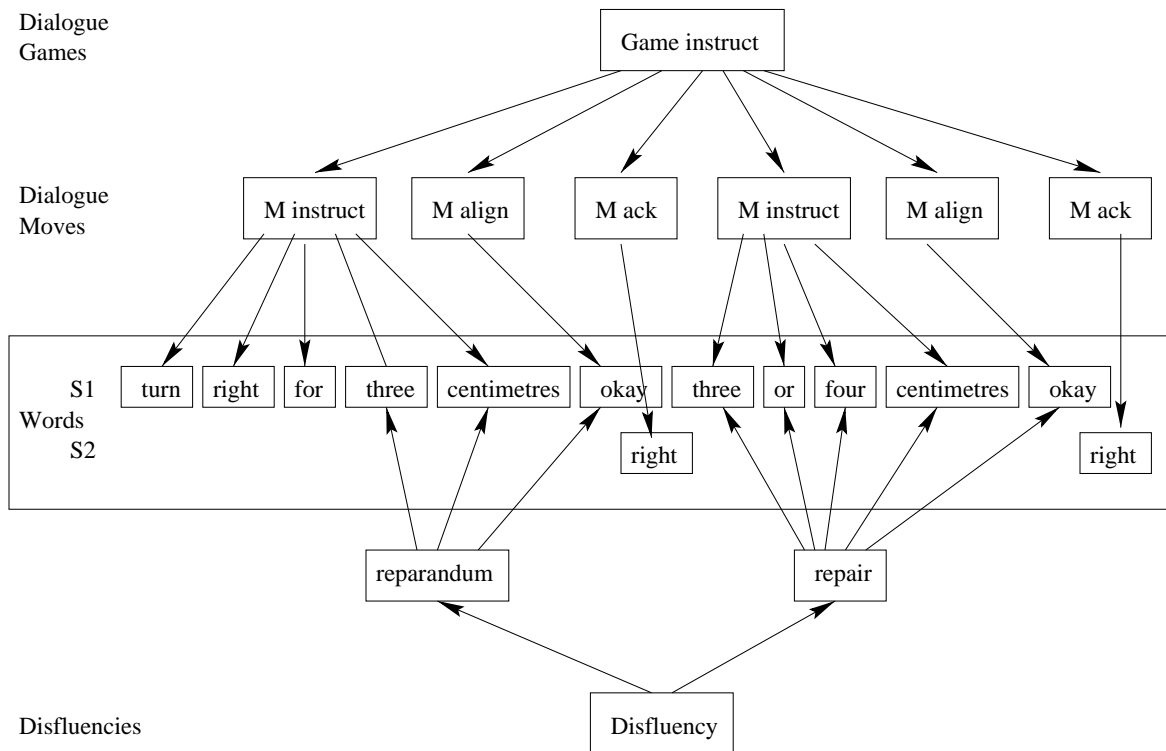 Dialogue
Games
Game instruct
Dialogue
Moves
M instruct
M align
M ack
M instruct
M align
M ack
S1
Words
S2
turn right for three centimetres okay three or four centimetres okay
right right
reparandum repair
Disfluencies
Disfluency